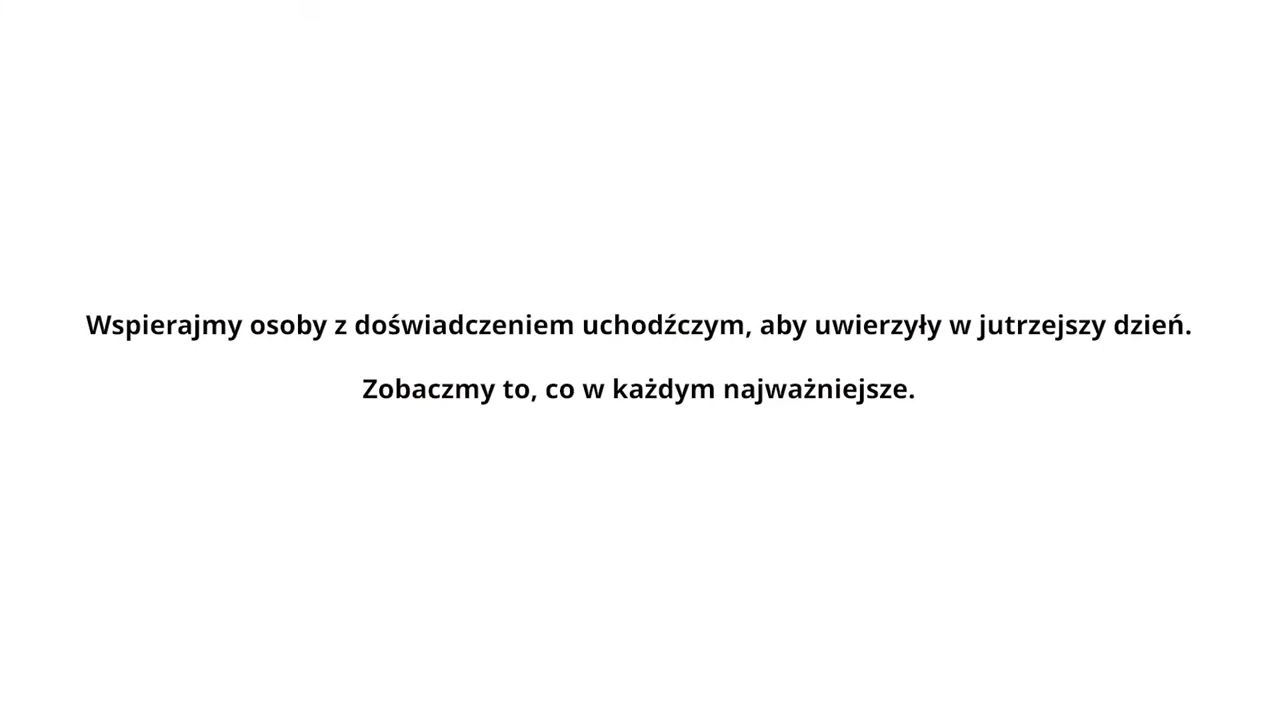 Wspierajmy osoby z doświadczeniem uchodźczym, aby uwierzyły w jutrzejszy dzień.
Zobaczmy to, co w każdym najważniejsze.